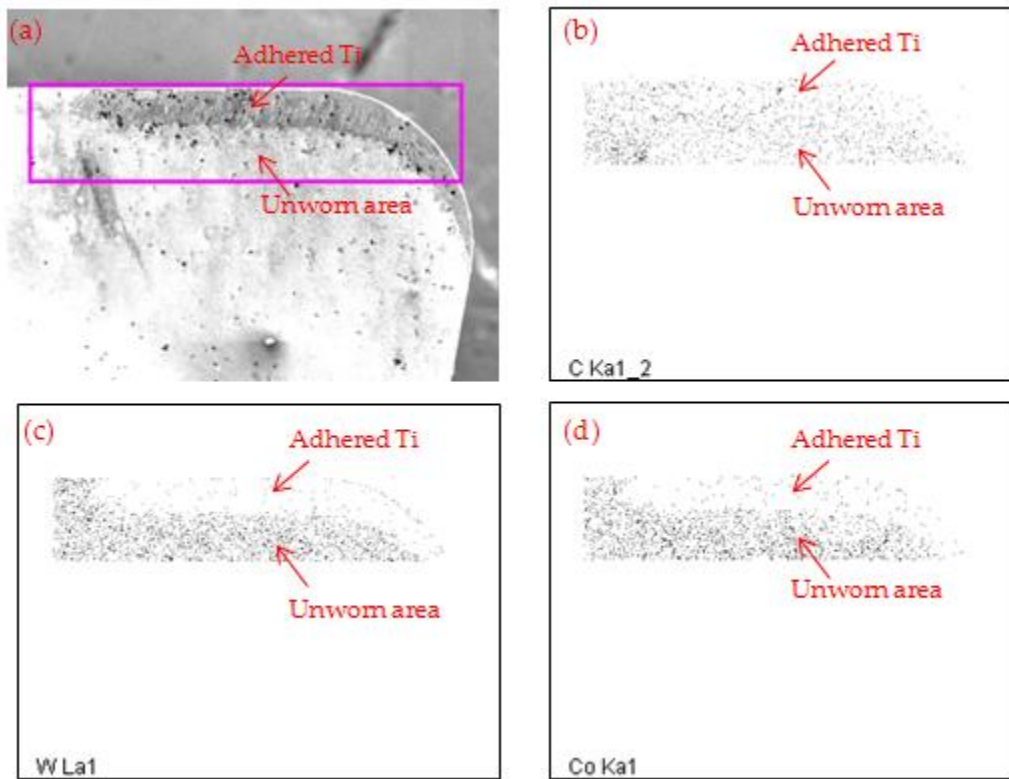 (a)
Adhered Ti
Unworn area
(b)
Adhered Ti
Unworn area
C Ka1_2
(c)
Adhered Ti
Unworn area
W La1
(d)
Adhered Ti
Unworn area
Co Ka1